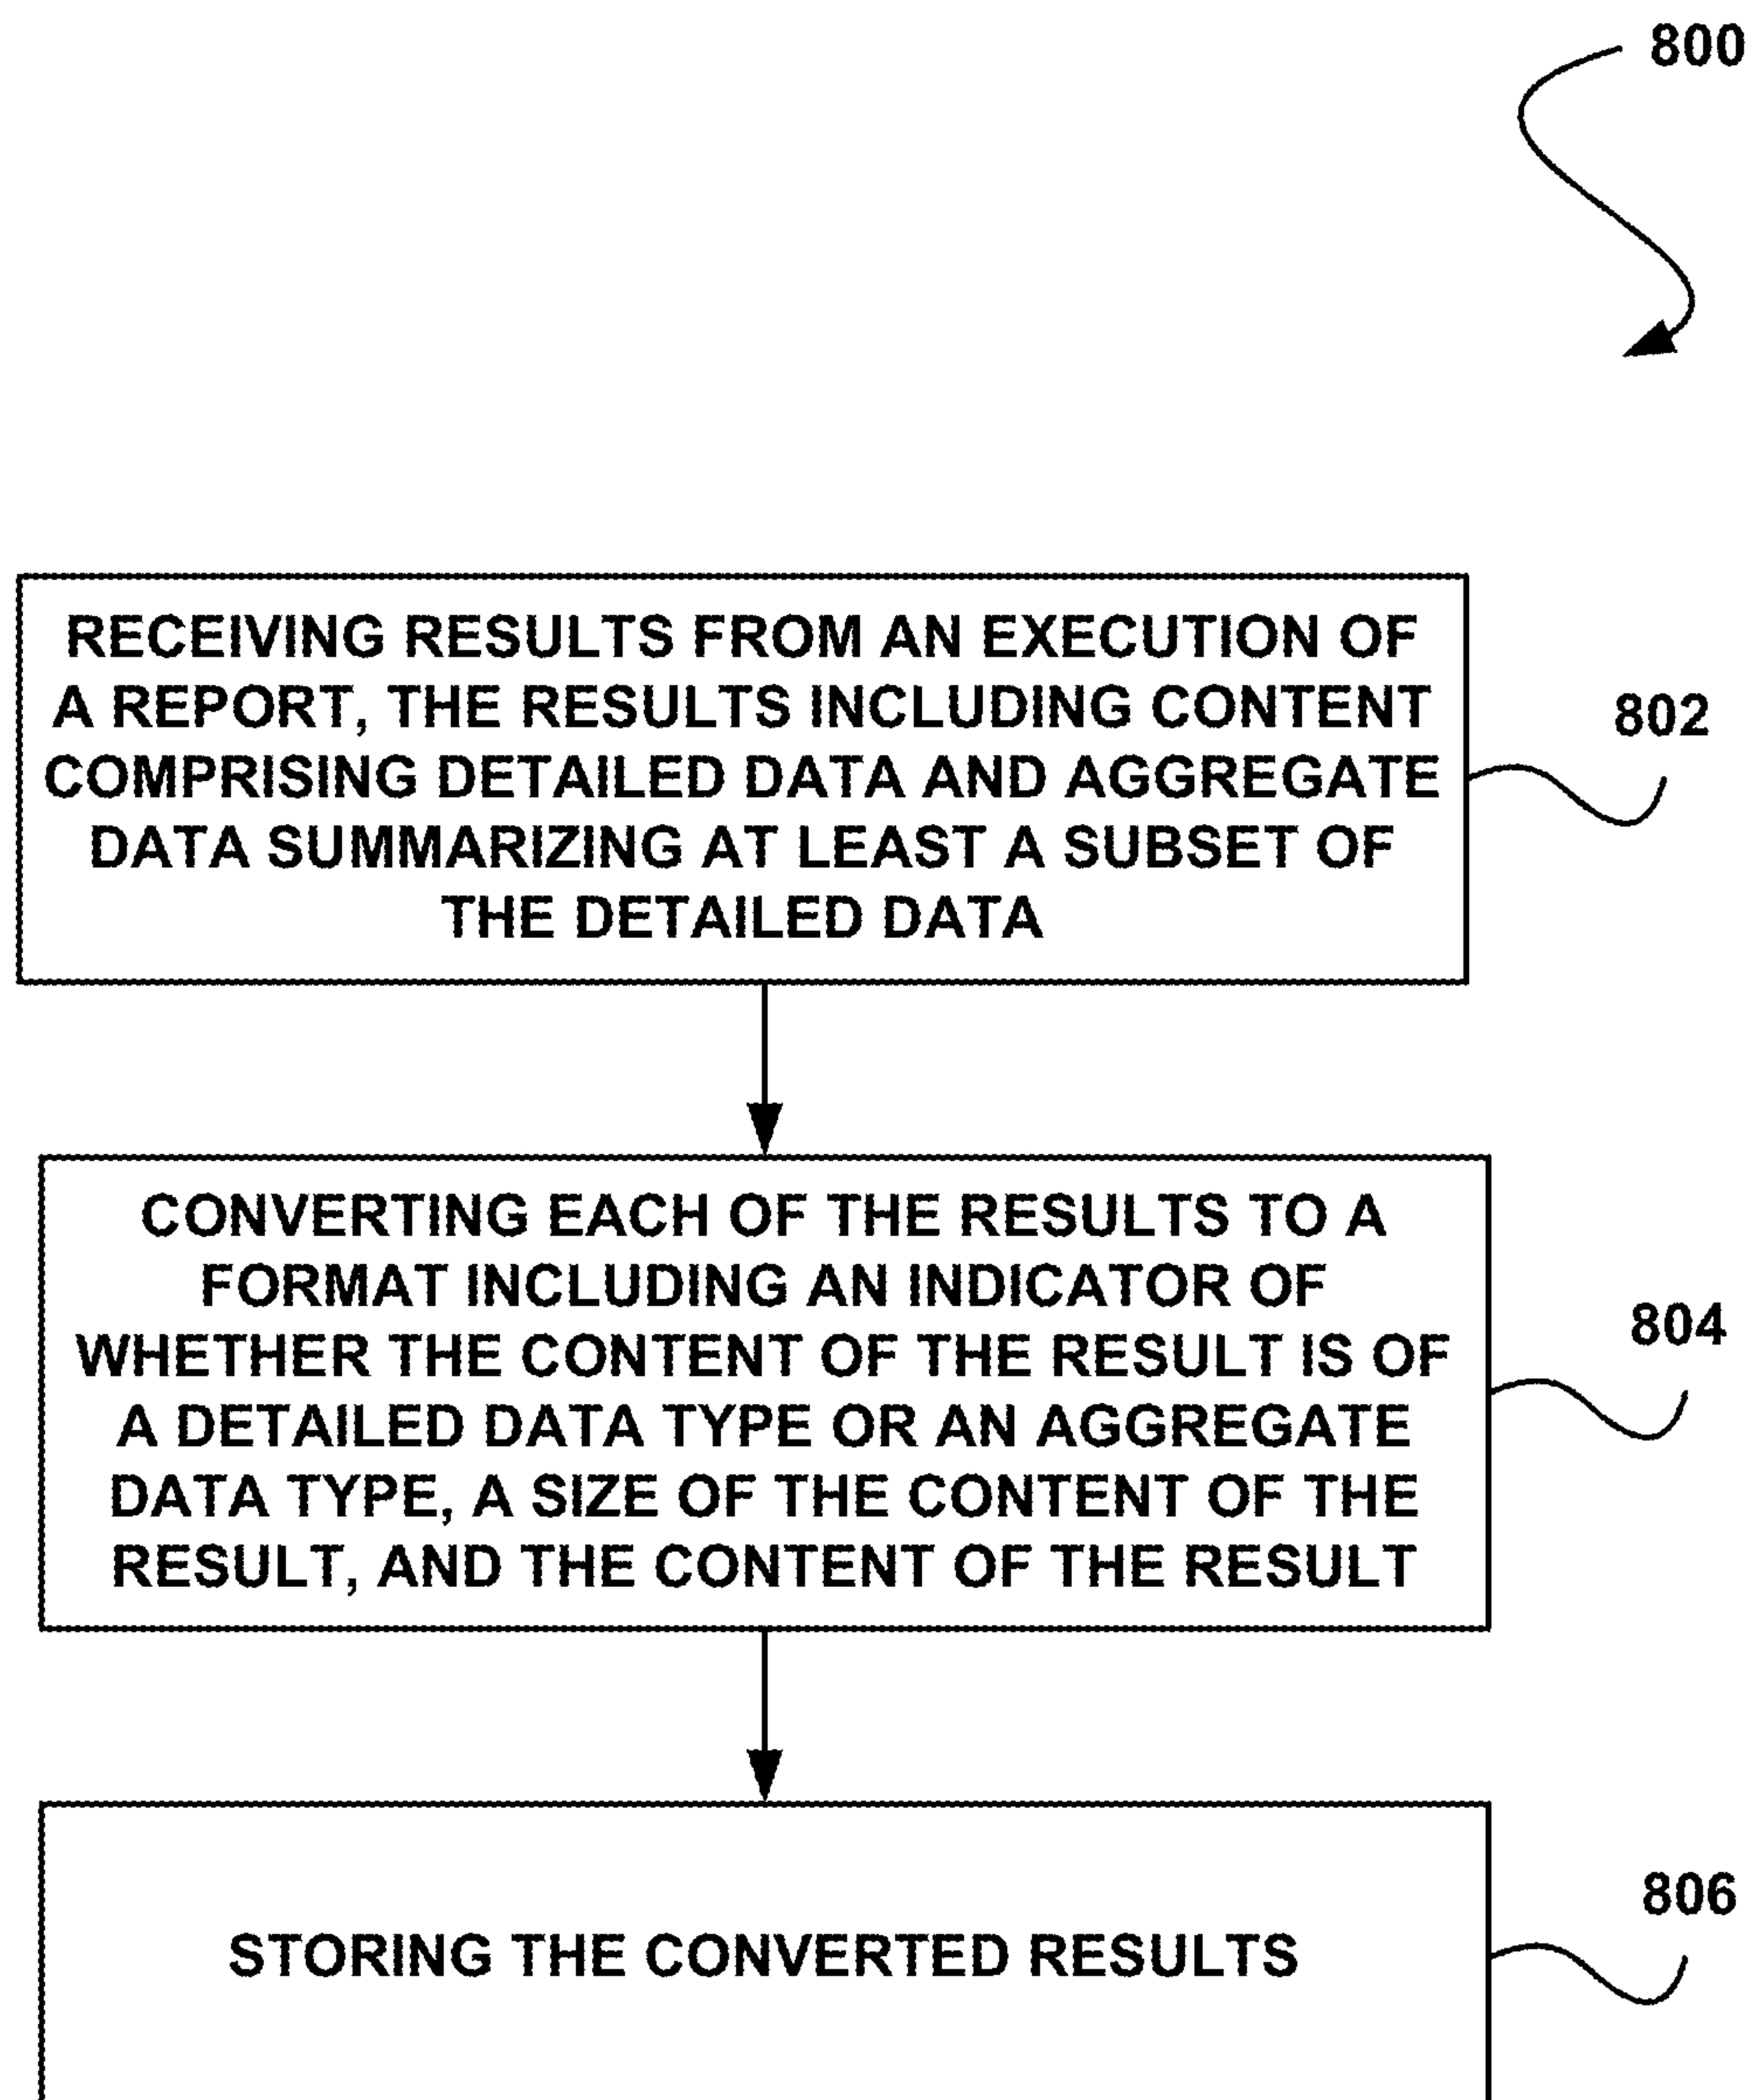 800
RECEIVING RESULTS FROM AN EXECUTION OF
A REPORT, THE RESULTS INCLUDING CONTENT
COMPRISING DETAILED DATA AND AGGREGATE
DATA SUMMARIZING AT LEAST A SUBSET OF
THE DETAILED DATA
802
CONVERTING EACH OF THE RESULTS TO A
FORMAT INCLUDING AN INDICATOR OF
WHETHER THE CONTENT OF THE RESULT IS OF
A DETAILED DATA TYPE OR AN AGGREGATE
DATA TYPE, A SIZE OF THE CONTENT OF THE
RESULT, AND THE CONTENT OF THE RESULT
804
STORING THE CONVERTED RESULTS
806